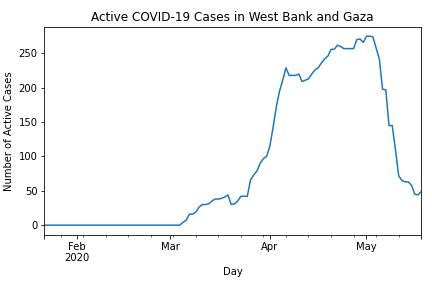 Active COVID-19 Cases in West Bank and Gaza
Number of Active Cases
250
200
150
100
50
0
Feb
2020
Mar
Apr
May
Day